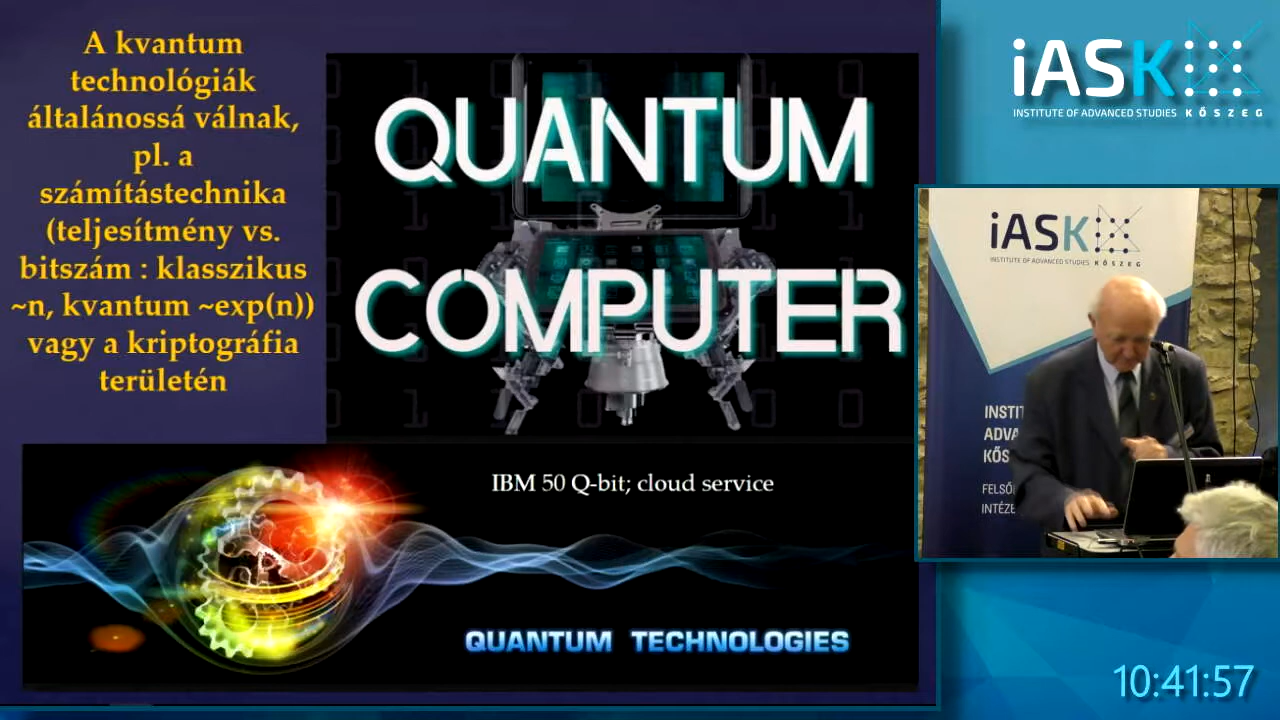 A kvantum
technológiák
általánossá válnak,
pl. a
számítástechnika
(teljesítmény vs.
bitszám : klasszikus
~n, kvantum ~exp(n))
vagy a kriptográfia
területén
QUANTUM
COMPUTER
IBM 50 Q-bit; cloud service
QUANTUM TECHNOLOGIES
iASK
INSTITUTE OF ADVANCED STUDIES KŐSZEG
iASK
INSTITUTE OF ADVANCED STUDIES KŐSZEG
INSTIT
ADVA
KŐS
FELSŐ
INTÉZE
10:41:57